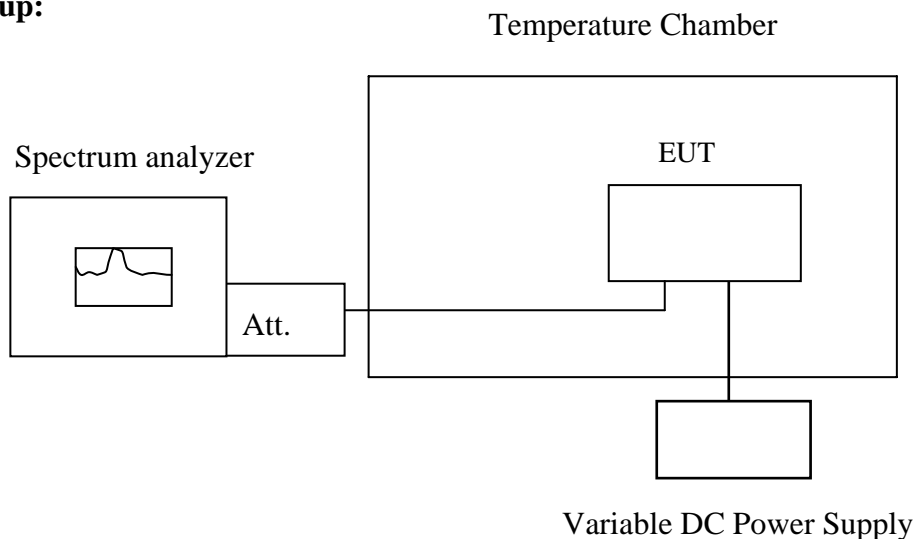 up:
Temperature Chamber
Spectrum analyzer
EUT
Att.
Variable DC Power Supply